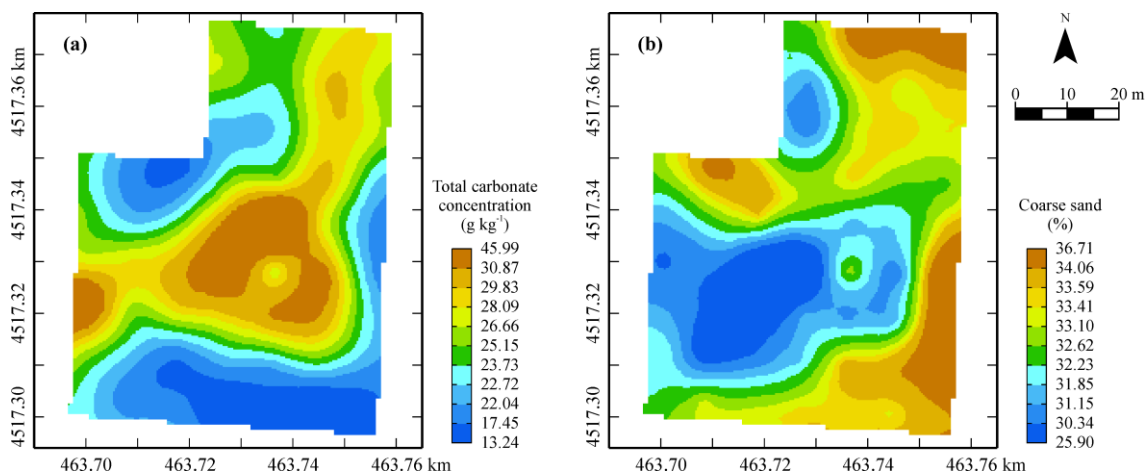 (a)
4517.36 km
4517.34
4517.32
4517.30
463.70
463.72
463.74
463.76 km
Total carbonate
concentration
(g kg⁻¹)
45.99
30.87
29.83
28.09
26.66
25.15
23.73
22.72
22.04
17.45
13.24
(b)
4517.36 km
4517.34
4517.32
4517.30
463.70
463.72
463.74
463.76 km
N
0 10 20 m
Coarse sand
(%)
36.71
34.06
33.59
33.41
33.10
32.62
32.23
31.85
31.15
30.34
25.90